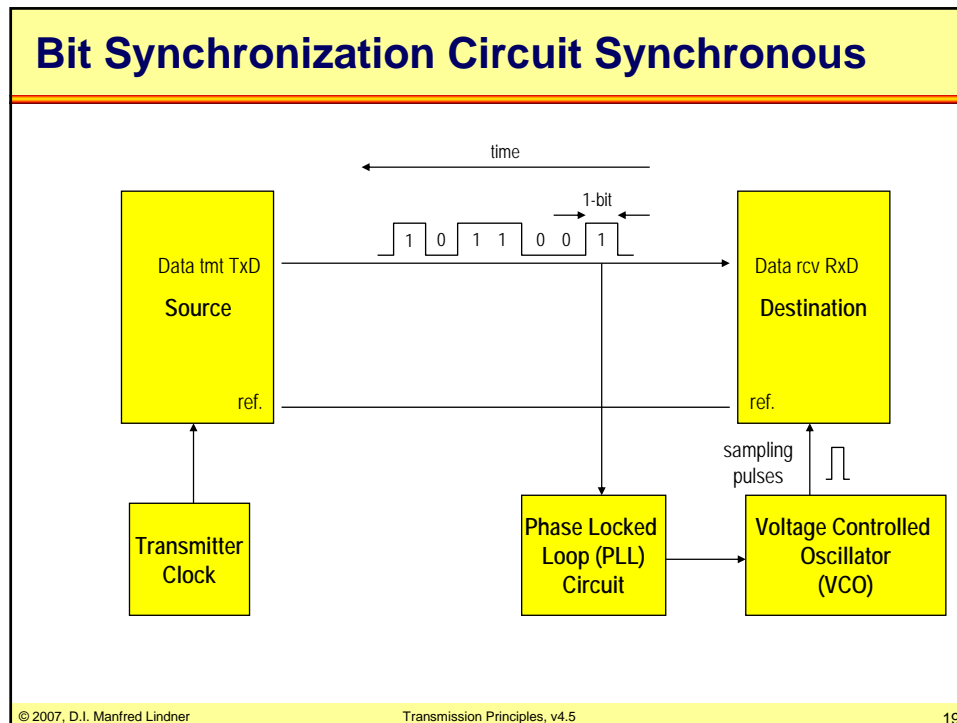 Bit Synchronization Circuit Synchronous
time
1-bit
1 0 1 1 0 0 1
Data tmt TxD
Source
ref.
Data rcv RxD
Destination
ref.
sampling
pulses
Transmitter
Clock
Phase Locked
Loop (PLL)
Circuit
Voltage Controlled
Oscillator
(VCO)
© 2007, D.I. Manfred Lindner
Transmission Principles, v4.5
19